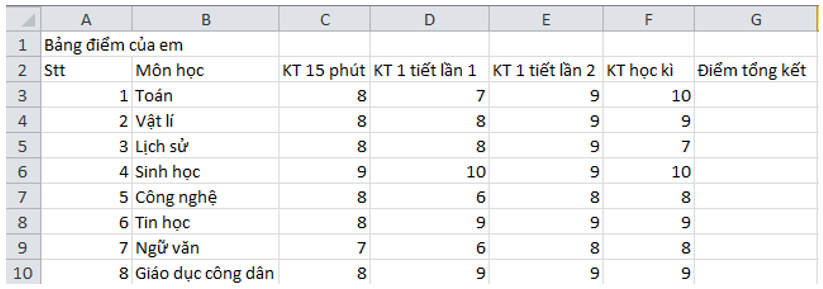 A B C D E F G
1 Bảng điểm của em
2 Stt Môn học KT 15 phút KT 1 tiết lần 1 KT 1 tiết lần 2 KT học kì Điểm tổng kết
3 1 Toán 8 7 9 10
4 2 Vật lí 8 8 9 9
5 3 Lịch sử 8 8 9 7
6 4 Sinh học 9 10 9 10
7 5 Công nghệ 8 6 8 8
8 6 Tin học 8 9 9 9
9 7 Ngữ văn 7 6 8 8
10 8 Giáo dục công dân 8 9 9 9